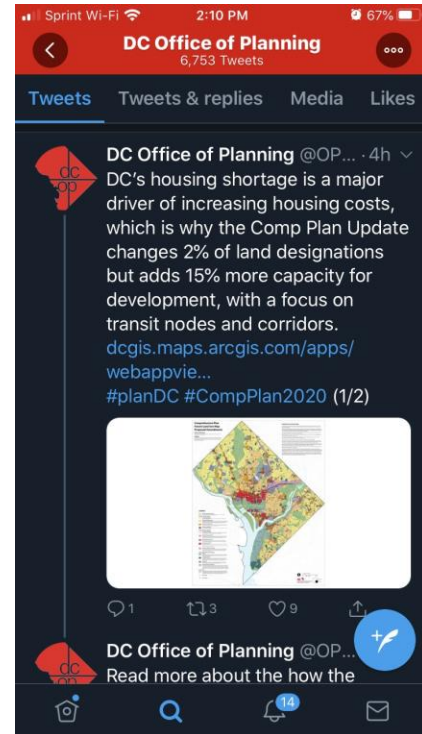 Sprint Wi-Fi 2:10 PM 67%
DC Office of Planning
6,753 Tweets
Tweets Tweets & replies Media Likes
DC Office of Planning @OP... · 4h
DC's housing shortage is a major
driver of increasing housing costs,
which is why the Comp Plan Update
changes 2% of land designations
but adds 15% more capacity for
development, with a focus on
transit nodes and corridors.
dcgis.maps.arcgis.com/apps/
webappvie...
#planDC #CompPlan2020 (1/2)
1 3 9
DC Office of Planning @OP...
Read more about the how the
14
dc
op
dc
op